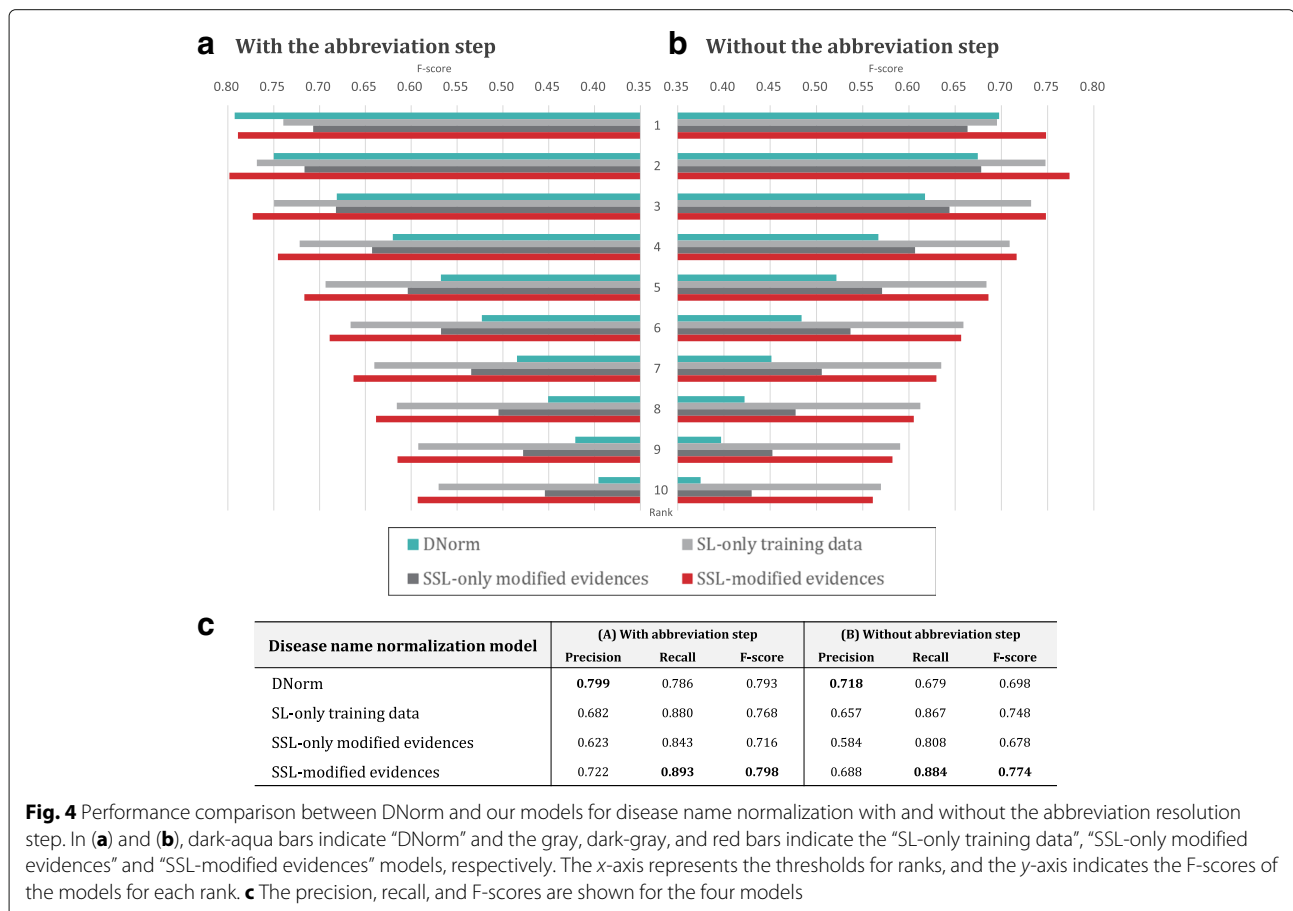 a With the abbreviation step
b Without the abbreviation step
F-score
F-score
0.80 0.75 0.70 0.65 0.60 0.55 0.50 0.45 0.40 0.35
0.35 0.40 0.45 0.50 0.55 0.60 0.65 0.70 0.75 0.80
1
2
3
4
5
6
7
8
9
10
Rank
DNorm
SL-only training data
SSL-only modified evidences
SSL-modified evidences
c
Disease name normalization model
(A) With abbreviation step (B) Without abbreviation step
Precision Recall F-score Precision Recall F-score
DNorm 0.799 0.786 0.793 0.718 0.679 0.698
SL-only training data 0.682 0.880 0.768 0.657 0.867 0.748
SSL-only modified evidences 0.623 0.843 0.716 0.584 0.808 0.678
SSL-modified evidences 0.722 0.893 0.798 0.688 0.884 0.774
Fig. 4 Performance comparison between DNorm and our models for disease name normalization with and without the abbreviation resolution
step. In (a) and (b), dark-aqua bars indicate “DNorm” and the gray, dark-gray, and red bars indicate the “SL-only training data”, “SSL-only modified
evidences” and “SSL-modified evidences” models, respectively. The x-axis represents the thresholds for ranks, and the y-axis indicates the F-scores of
the models for each rank. c The precision, recall, and F-scores are shown for the four models